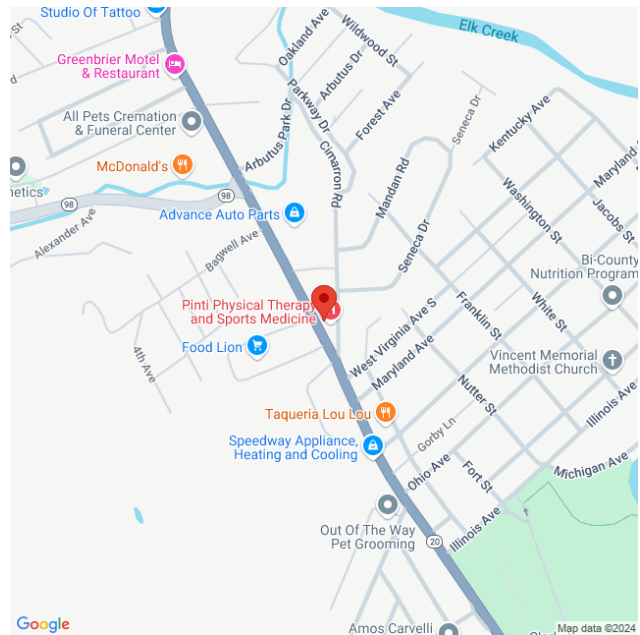 Studio Of Tattoo
Oakland Ave
Wildwood St
Elk Creek
Greenbrier Motel
& Restaurant
Arbutus Dr
Parkway Dr
Forest Ave
All Pets Cremation
& Funeral Center
Arbutus Park Dr
Cimarron Rd
Seneca Dr
Kentucky Ave
McDonald's
Mandan Rd
Maryland Av
netics
98
98
Washington St
Jacobs St
Alexander Ave
Advance Auto Parts
Bagwell Ave
Seneca Dr
Bi-County
Nutrition Program
Pinti Physical Therapy
and Sports Medicine
West Virginia Ave S
Franklin St
White St
4th Ave
Food Lion
Maryland Ave
Vincent Memorial
Methodist Church
Nutter St
Illinois Ave
Taqueria Lou Lou
Gorby Ln
Speedway Appliance,
Heating and Cooling
Fort St
Michigan Ave
Ohio Ave
Out Of The Way
Pet Grooming
20
Illinois Ave
Amos Carvelli
Google
Map data ©2024